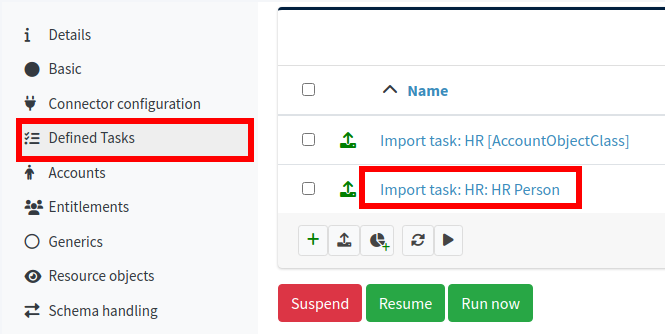 Details
Basic
Connector configuration
Defined Tasks
Accounts
Entitlements
Generics
Resource objects
Schema handling
Name
Import task: HR [AccountObjectClass]
Import task: HR: HR Person
Suspend
Resume
Run now